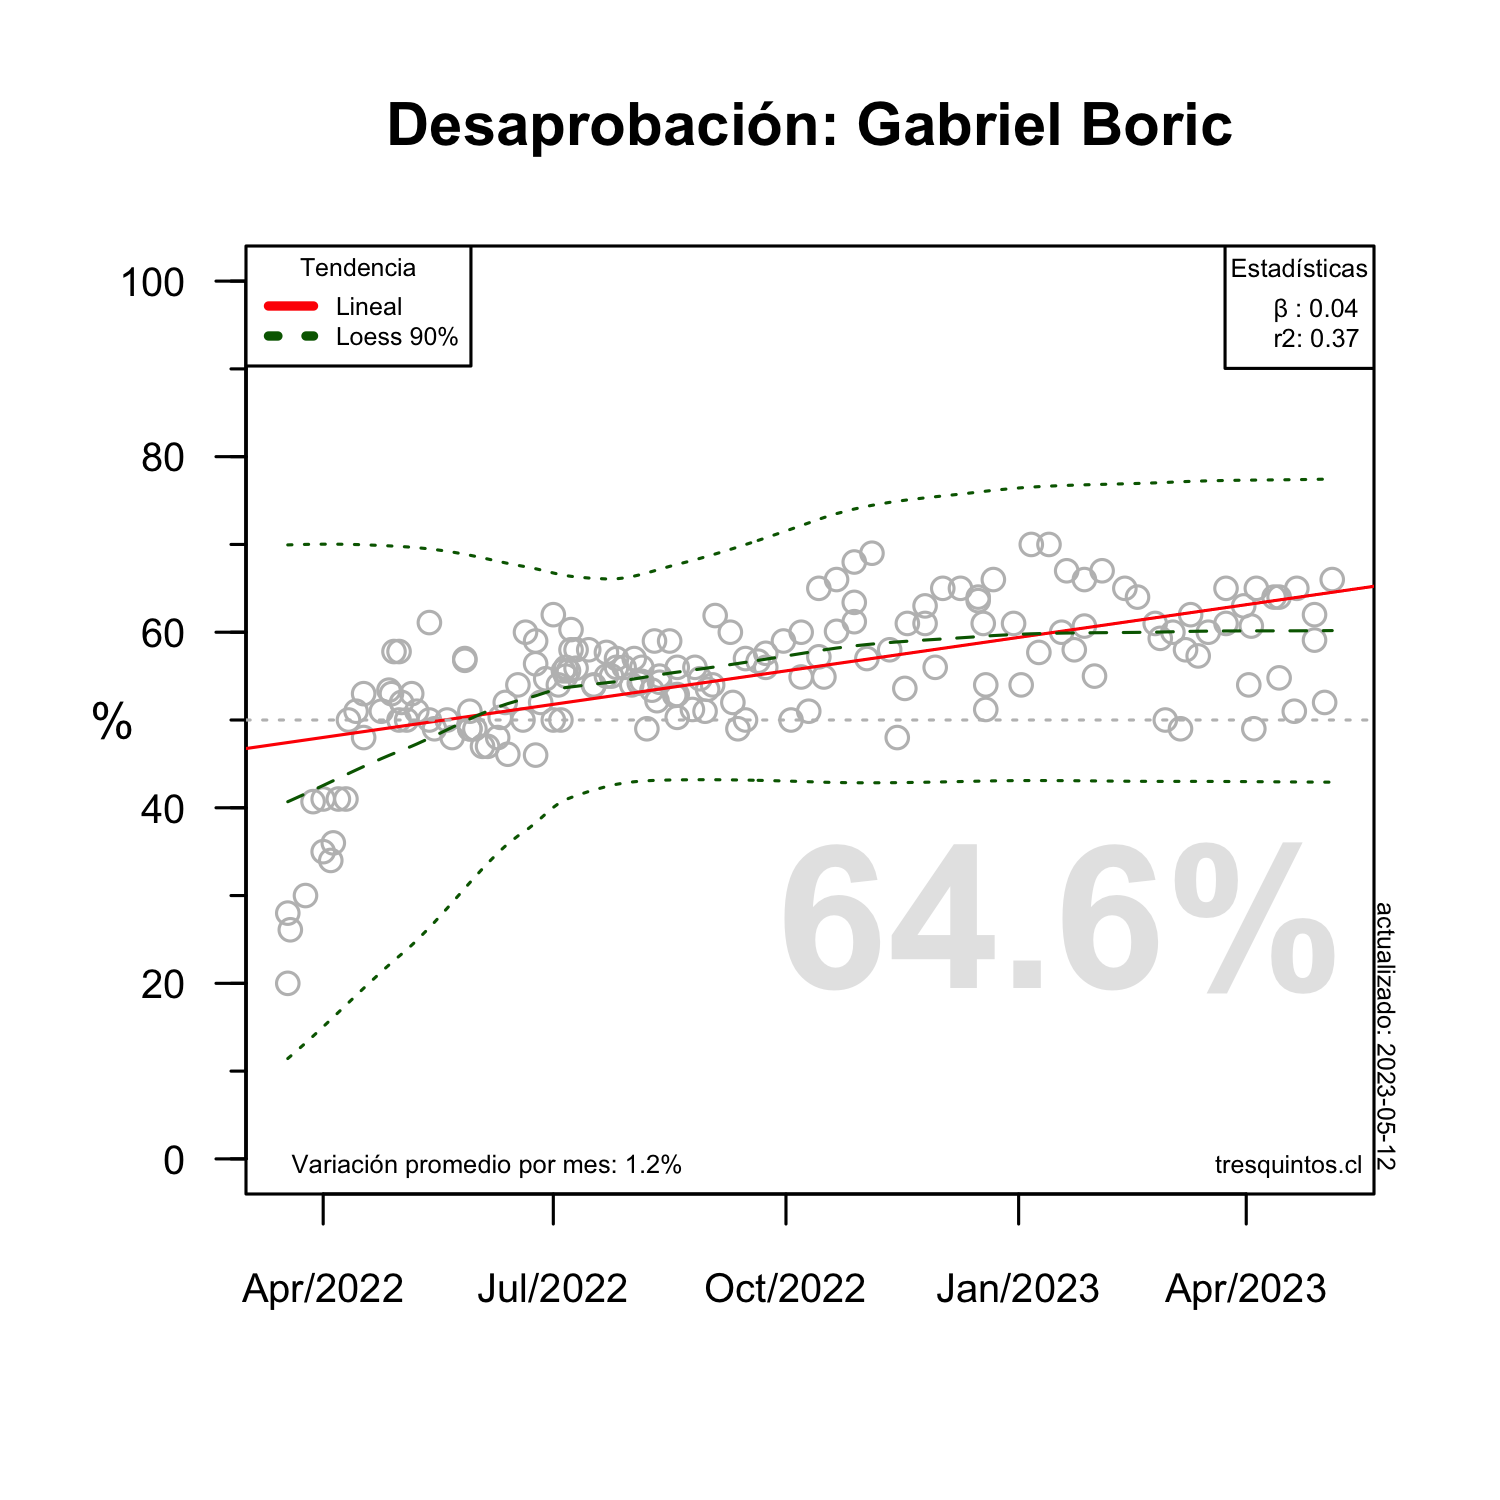 Desaprobación: Gabriel Boric
Tendencia
Lineal
Loess 90%
Estadísticas
β : 0.04
r2: 0.37
100
80
60
40
20
0
%
64.6%
actualizado: 2023-05-12
Variación promedio por mes: 1.2%
tresquintos.cl
Apr/2022
Jul/2022
Oct/2022
Jan/2023
Apr/2023